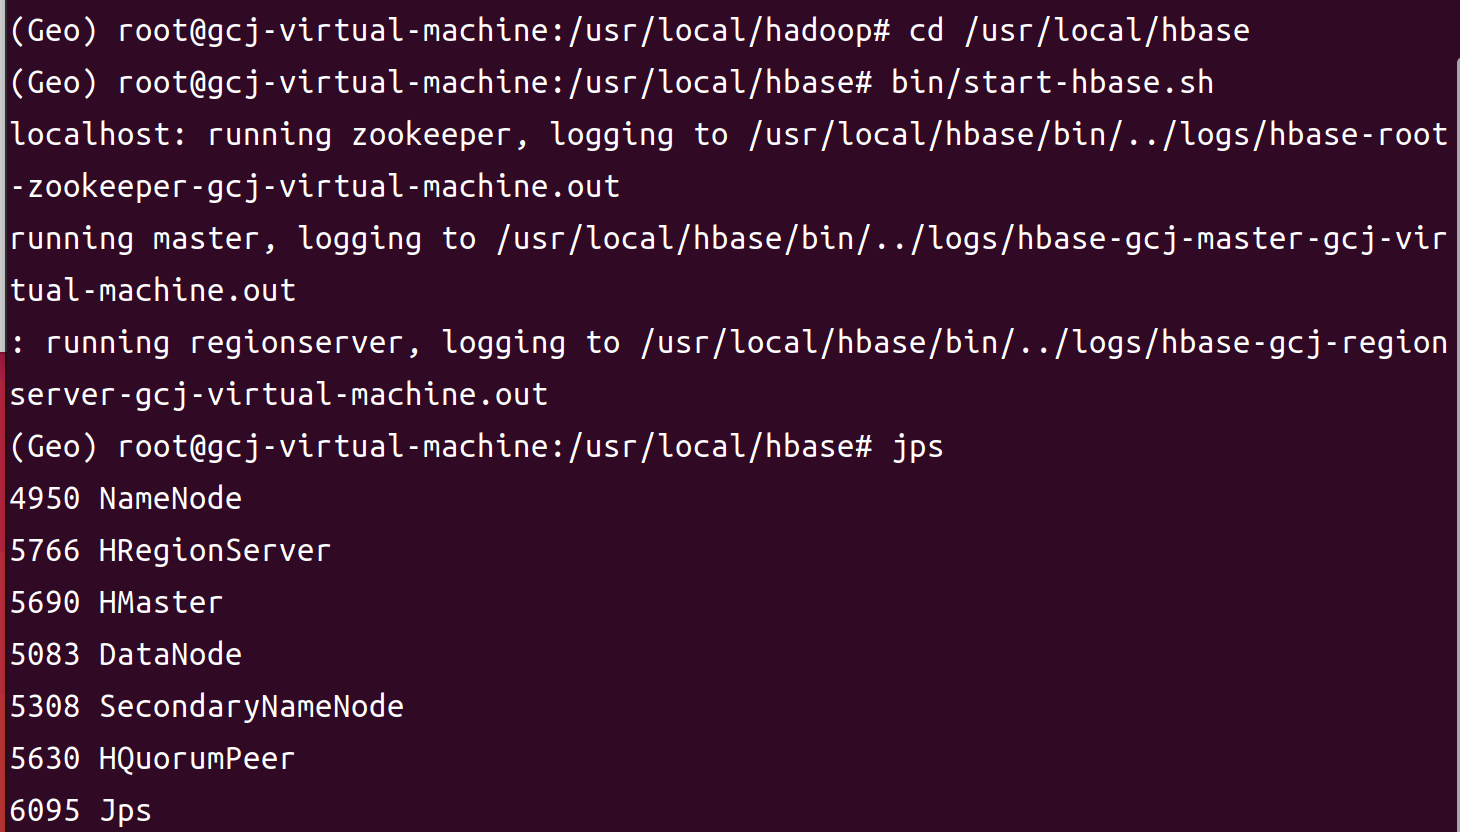 (Geo) root@gcj-virtual-machine:/usr/local/hadoop# cd /usr/local/hbase
(Geo) root@gcj-virtual-machine:/usr/local/hbase# bin/start-hbase.sh
localhost: running zookeeper, logging to /usr/local/hbase/bin/../logs/hbase-root
-zookeeper-gcj-virtual-machine.out
running master, logging to /usr/local/hbase/bin/../logs/hbase-gcj-master-gcj-vir
tual-machine.out
: running regionserver, logging to /usr/local/hbase/bin/../logs/hbase-gcj-region
server-gcj-virtual-machine.out
(Geo) root@gcj-virtual-machine:/usr/local/hbase# jps
4950 NameNode
5766 HRegionServer
5690 HMaster
5083 DataNode
5308 SecondaryNameNode
5630 HQuorumPeer
6095 Jps